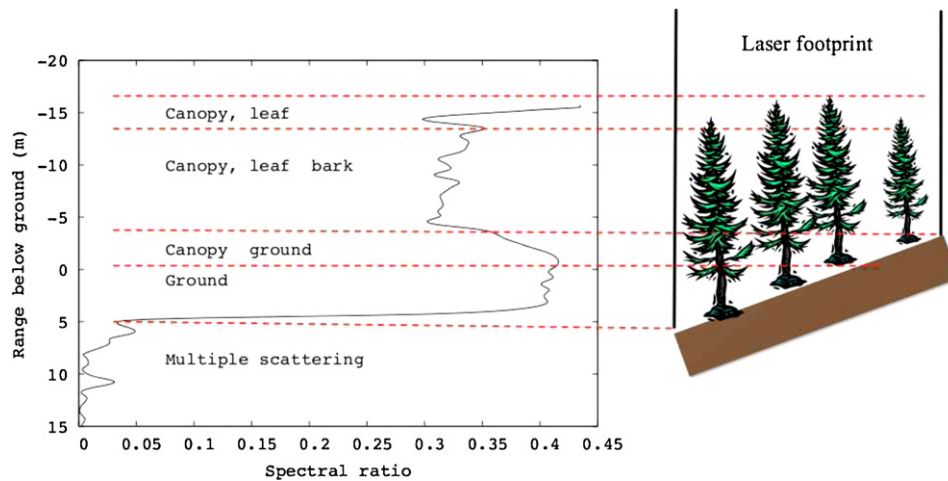 Laser footprint
-20
-15
-10
-5
0
5
10
15
Range below ground (m)
Canopy, leaf
Canopy, leaf bark
Canopy ground
Ground
Multiple scattering
0 0.05 0.1 0.15 0.2 0.25 0.3 0.35 0.4 0.45
Spectral ratio